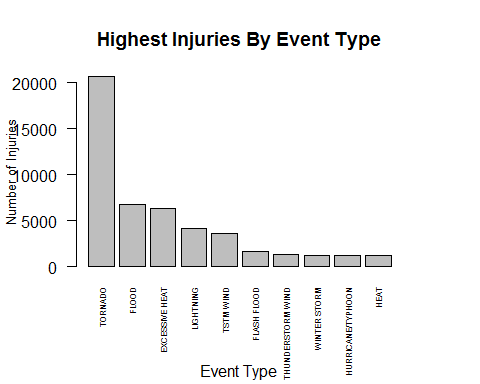 Highest Injuries By Event Type
Number of Injuries
20000
15000
10000
5000
0
TORNADO
FLOOD
EXCESSIVE HEAT
LIGHTNING
TSTM WIND
FLASH FLOOD
THUNDERSTORM WIND
WINTER STORM
HURRICANE/TYPHOON
HEAT
Event Type